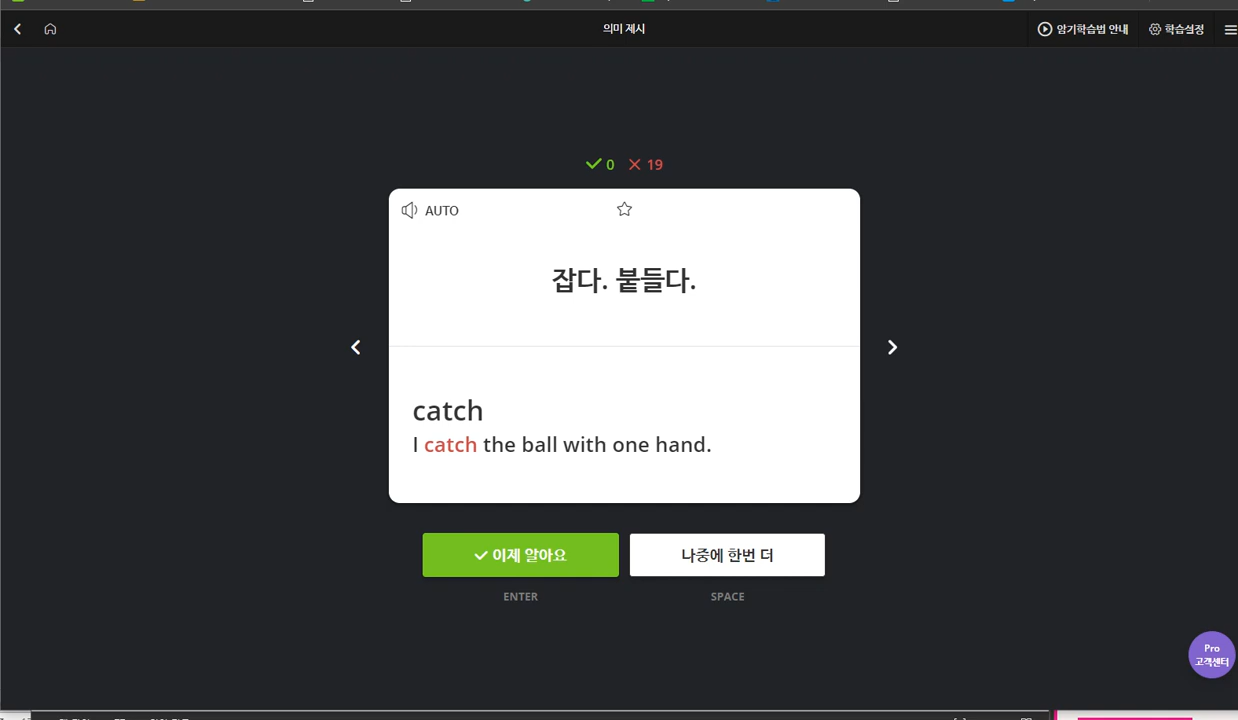 의미 제시
암기학습법 안내
학습설정
0 19
AUTO
잡다. 붙들다.
catch
I catch the ball with one hand.
이제 알아요
나중에 한번 더
ENTER
SPACE
Pro
고객센터